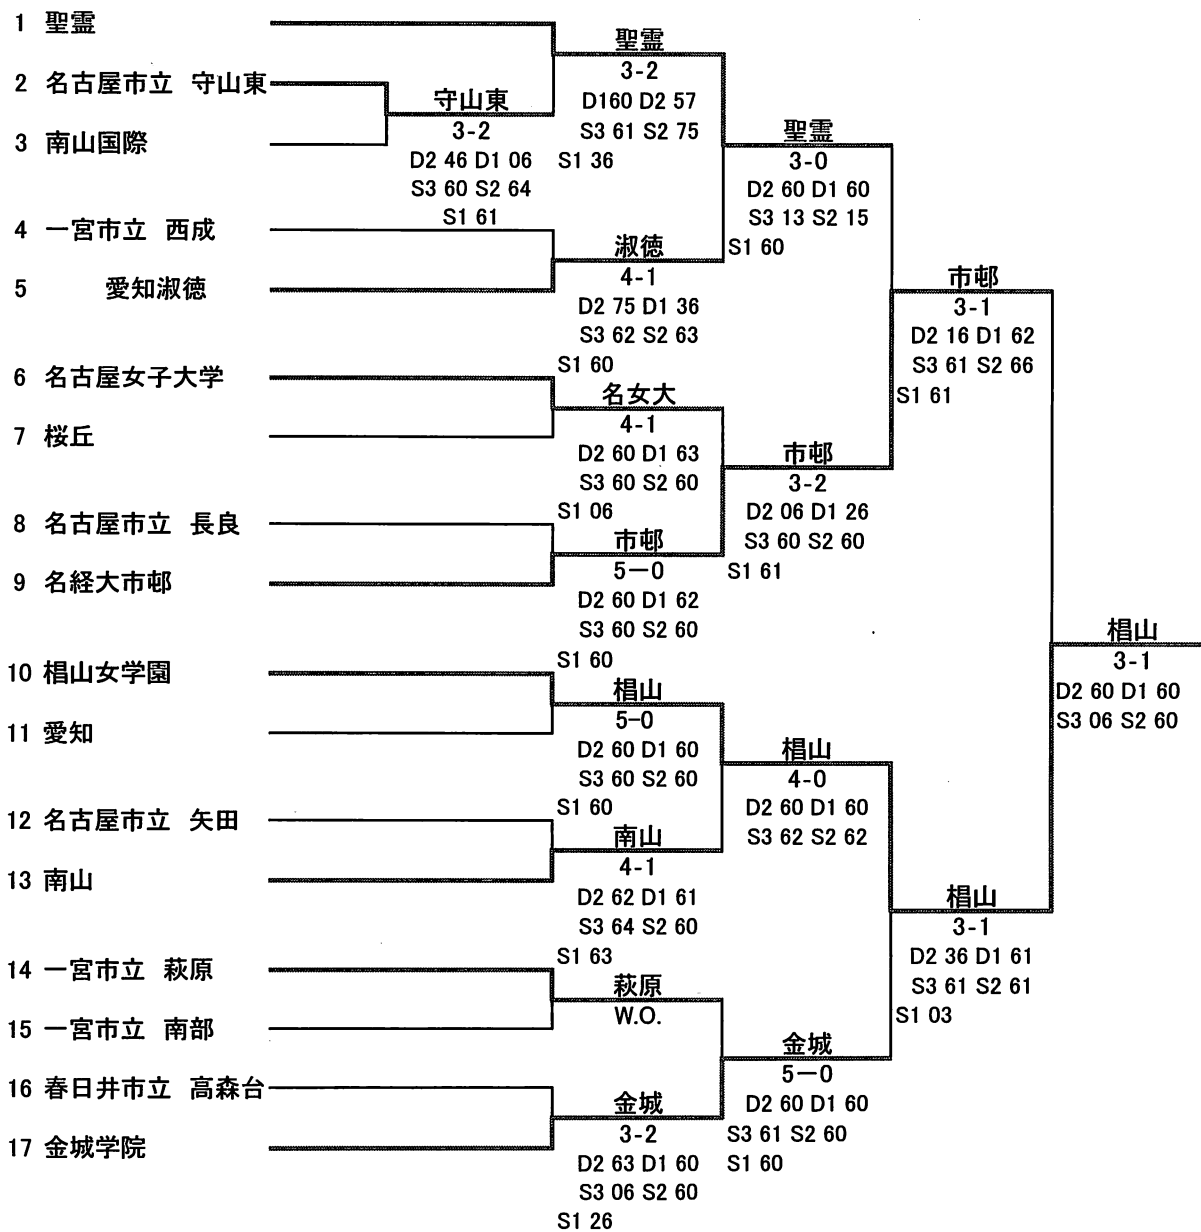 1 聖霊
2 名古屋市立 守山東
3 南山国際
4 一宮市立 西成
5 愛知淑徳
6 名古屋女子大学
7 桜丘
8 名古屋市立 長良
9 名経大市邨
10 椙山女学園
11 愛知
12 名古屋市立 矢田
13 南山
14 一宮市立 萩原
15 一宮市立 南部
16 春日井市立 高森台
17 金城学院
守山東
3-2
D2 46 D1 06
S3 60 S2 64
S1 61
聖霊
3-2
D160 D2 57
S3 61 S2 75
S1 36
淑徳
4-1
D2 75 D1 36
S3 62 S2 63
S1 60
名女大
4-1
D2 60 D1 63
S3 60 S2 60
S1 06
市邨
5－0
D2 60 D1 62
S3 60 S2 60
S1 60
椙山
5-0
D2 60 D1 60
S3 60 S2 60
S1 60
南山
4-1
D2 62 D1 61
S3 64 S2 60
S1 63
萩原
W.O.
金城
3-2
D2 63 D1 60
S3 06 S2 60
S1 26
聖霊
3-0
D2 60 D1 60
S3 13 S2 15
S1 60
市邨
3-2
D2 06 D1 26
S3 60 S2 60
S1 61
椙山
4-0
D2 60 D1 60
S3 62 S2 62
金城
5－0
D2 60 D1 60
S3 61 S2 60
S1 60
市邨
3-1
D2 16 D1 62
S3 61 S2 66
S1 61
椙山
3-1
D2 36 D1 61
S3 61 S2 61
S1 03
椙山
3-1
D2 60 D1 60
S3 06 S2 60